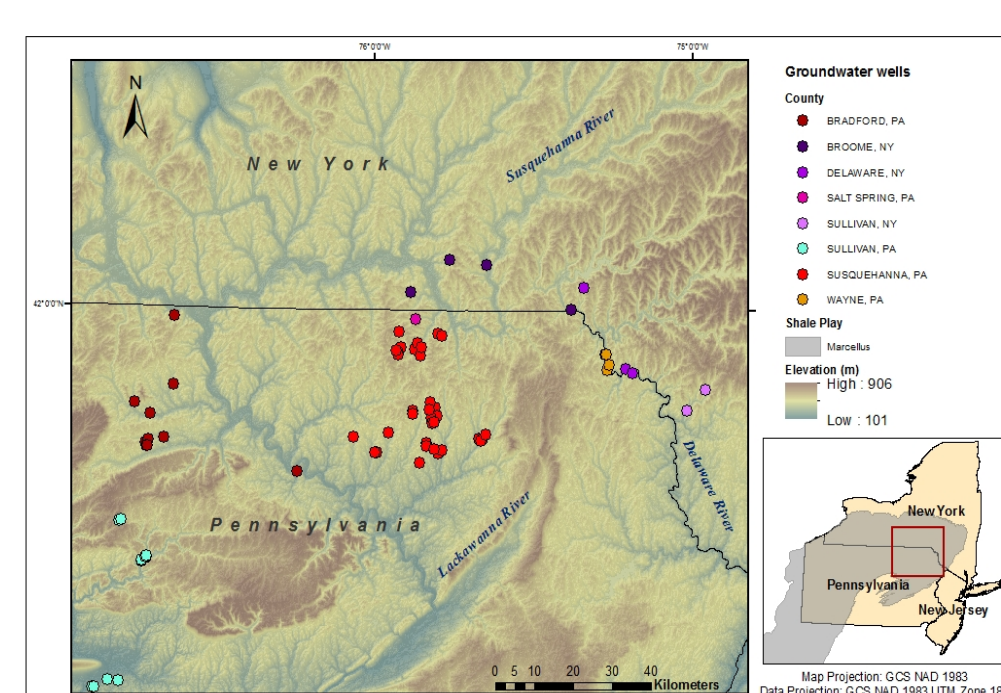 76°0'0"W
75°0'0"W
N
New York
Susquehanna River
42°0'0"N
Pennsylvania
Lackawanna River
Delaware River
0 5 10 20 30 40
Kilometers
Groundwater wells
County
BRADFORD, PA
BROOME, NY
DELAWARE, NY
SALT SPRING, PA
SULLIVAN, NY
SULLIVAN, PA
SUSQUEHANNA, PA
WAYNE, PA
Shale Play
Marcellus
Elevation (m)
High : 906
Low : 101
New York
Pennsylvania
New Jersey
Map Projection: GCS NAD 1983
Data Projection: GCS NAD 1983 UTM Zone 18